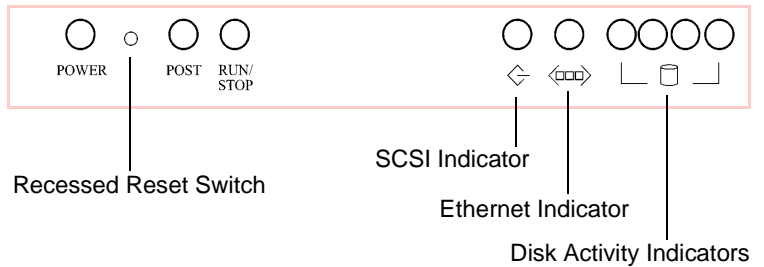 POWER
POST
RUN/
STOP
SCSI Indicator
Recessed Reset Switch
Ethernet Indicator
Disk Activity Indicators